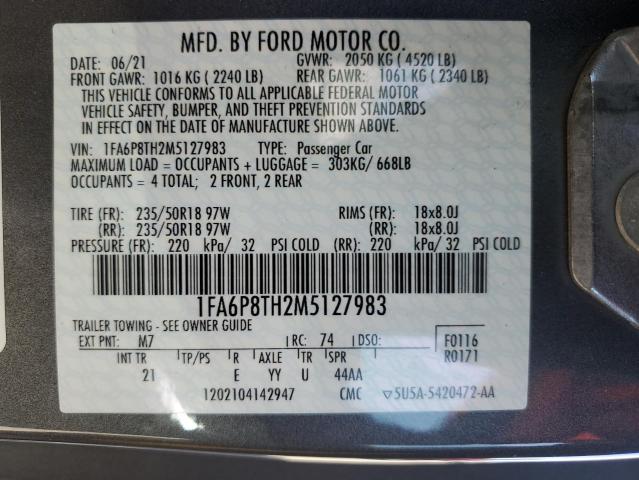 MFD. BY FORD MOTOR CO.
DATE: 06/21 GVWR: 2050 KG ( 4520 LB)
FRONT GAWR: 1016 KG ( 2240 LB) REAR GAWR: 1061 KG ( 2340 LB)
THIS VEHICLE CONFORMS TO ALL APPLICABLE FEDERAL MOTOR
VEHICLE SAFETY, BUMPER, AND THEFT PREVENTION STANDARDS
IN EFFECT ON THE DATE OF MANUFACTURE SHOWN ABOVE.
VIN: 1FA6P8TH2M5127983 TYPE: Passenger Car
MAXIMUM LOAD = OCCUPANTS + LUGGAGE = 303KG/ 668LB
OCCUPANTS = 4 TOTAL; 2 FRONT, 2 REAR
TIRE (FR): 235/50R18 97W RIMS (FR): 18x8.0J
(RR): 235/50R18 97W (RR): 18x8.0J
PRESSURE (FR): 220 kPa/ 32 PSI COLD (RR): 220 kPa/ 32 PSI COLD
1FA6P8TH2M5127983
TRAILER TOWING - SEE OWNER GUIDE
EXT PNT: M7 RC: 74 DSO: F0116
R0171
INT TR TP/PS R AXLE TR SPR
21 E YY U 44AA
1202104142947 CMC ▽5U5A-5420472-AA